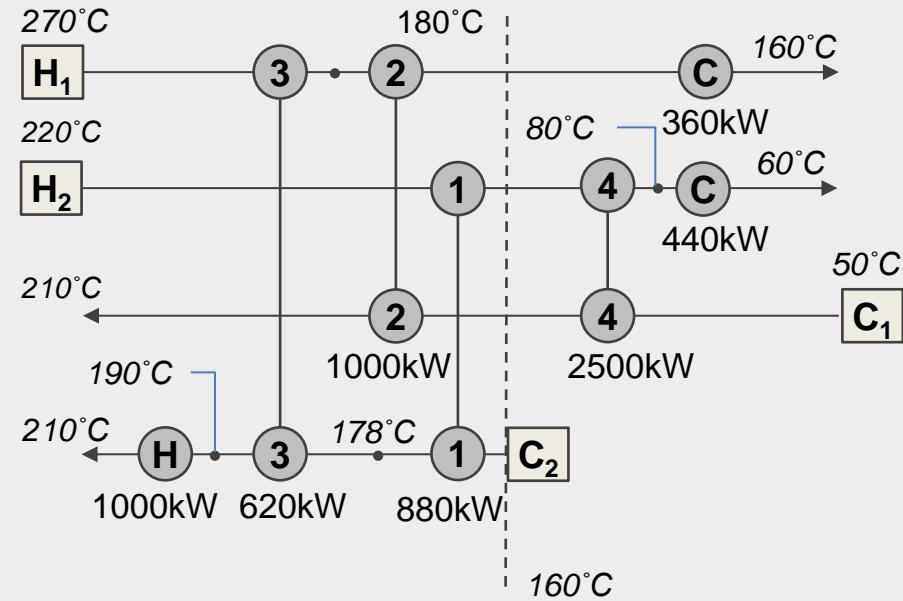 270˚C
180˚C
H₁
3
2
C
160˚C
360kW
220˚C
80˚C
H₂
1
4
C
60˚C
440kW
210˚C
50˚C
2
4
C₁
1000kW
2500kW
190˚C
210˚C
178˚C
H
3
1
C₂
1000kW
620kW
880kW
160˚C